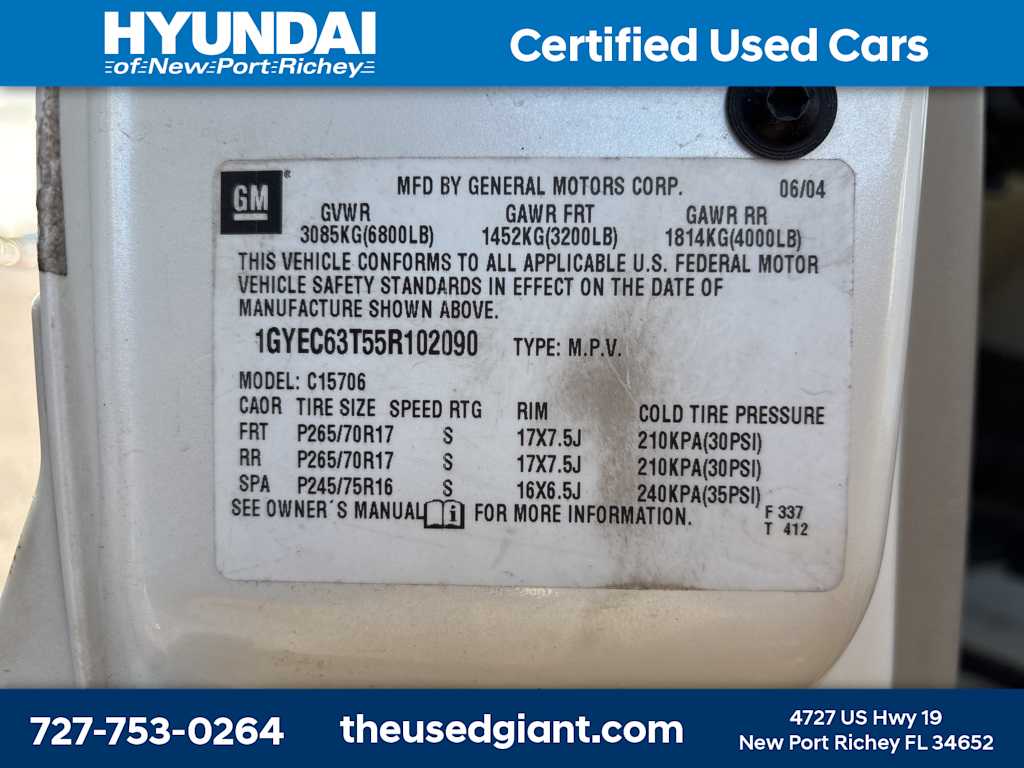 HYUNDAI
of New Port Richey
Certified Used Cars
GM ® MFD BY GENERAL MOTORS CORP. 06/04
GVWR GAWR FRT GAWR RR
3085KG(6800LB) 1452KG(3200LB) 1814KG(4000LB)
THIS VEHICLE CONFORMS TO ALL APPLICABLE U.S. FEDERAL MOTOR
VEHICLE SAFETY STANDARDS IN EFFECT ON THE DATE OF
MANUFACTURE SHOWN ABOVE.
1GYEC63T55R102090 TYPE: M.P.V.
MODEL: C15706
CAOR TIRE SIZE SPEED RTG RIM COLD TIRE PRESSURE
FRT P265/70R17 S 17X7.5J 210KPA(30PSI)
RR P265/70R17 S 17X7.5J 210KPA(30PSI)
SPA P245/75R16 S 16X6.5J 240KPA(35PSI)
SEE OWNER´S MANUAL i FOR MORE INFORMATION. F 337
T 412
727-753-0264
theusedgiant.com
4727 US Hwy 19
New Port Richey FL 34652